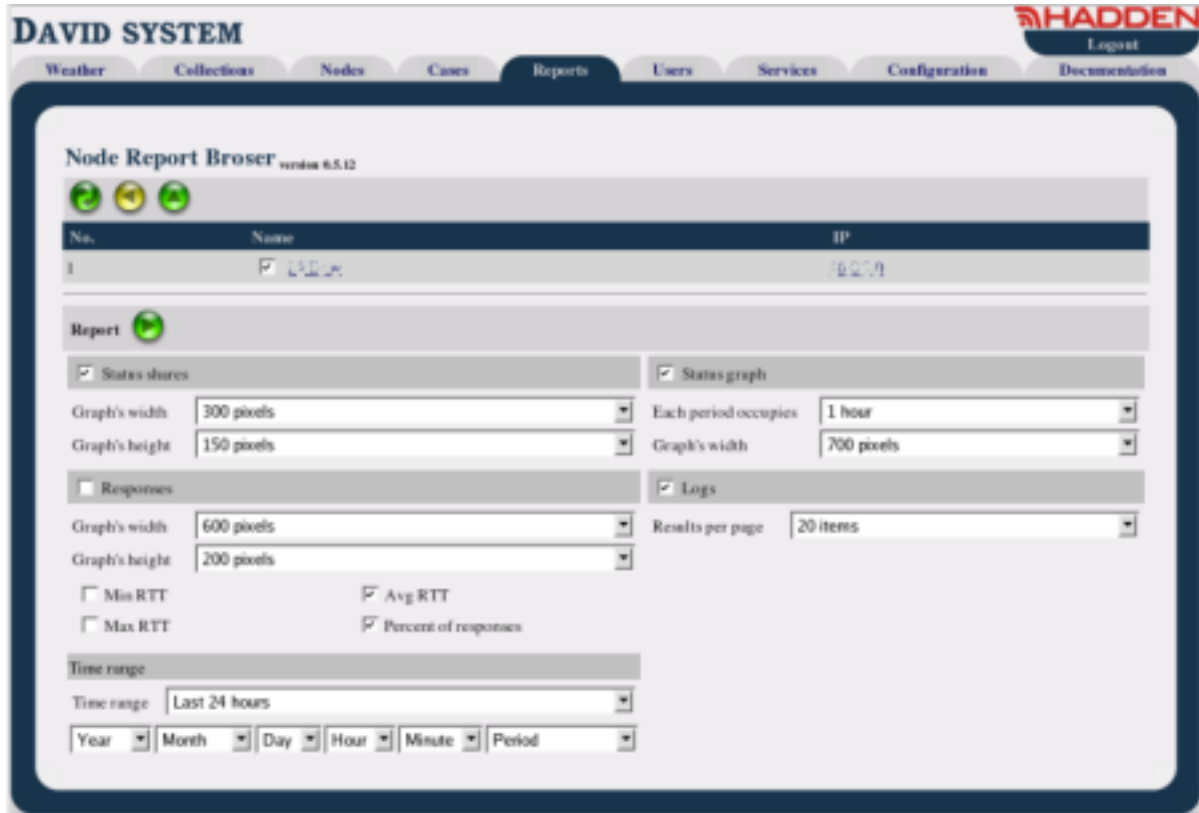 DAVID SYSTEM
HADDEN
Logout
Weather Collections Nodes Cases Reports Users Services Configuration Documentation
Node Report Broser version 0.5.12
No. Name IP
1
Report
Status shares Status graph
Graph's width 300 pixels Each period occupies 1 hour
Graph's height 150 pixels Graph's width 700 pixels
Responses Logs
Graph's width 600 pixels Results per page 20 items
Graph's height 200 pixels
Min RTT Avg RTT
Max RTT Percent of responses
Time range
Time range Last 24 hours
Year Month Day Hour Minute Period